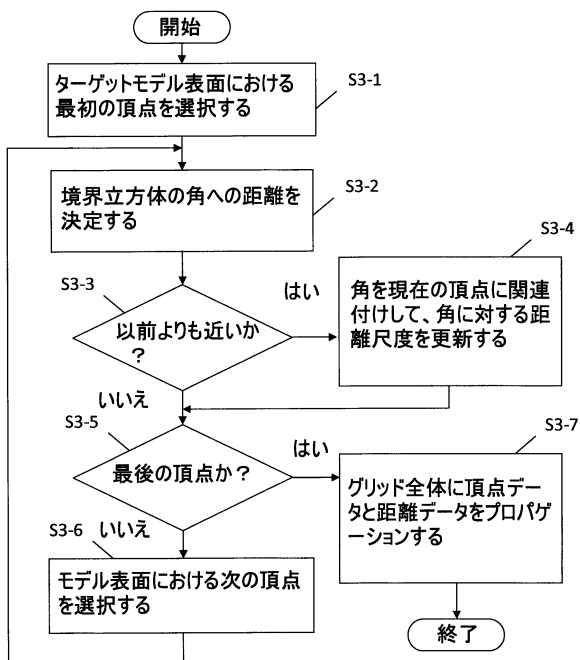 開始
ターゲットモデル表面における
最初の頂点を選択する
S3-1
境界立方体の角への距離を
決定する
S3-2
S3-3
以前よりも近いか
?
はい
S3-4
角を現在の頂点に関連
付けして、角に対する距
離尺度を更新する
いいえ
S3-5
最後の頂点か?
はい
S3-7
グリッド全体に頂点デー
タと距離データをプロパゲ
ーションする
いいえ
S3-6
モデル表面における次の頂点
を選択する
終了